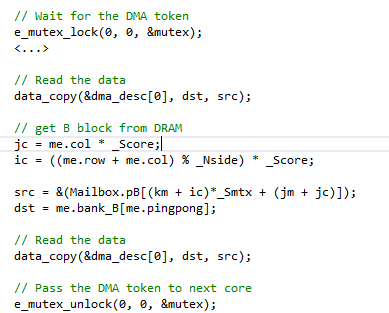 // Wait for the DMA token
e_mutex_lock(0, 0, &mutex);
<...>
// Read the data
data_copy(&dma_desc[0], dst, src);
// get B block from DRAM
jc = me.col * _Score;
ic = ((me.row + me.col) % _Nside) * _Score;
src = &(Mailbox.pB[(km + ic)*_Smtx + (jm + jc)]);
dst = me.bank_B[me.pingpong];
// Read the data
data_copy(&dma_desc[0], dst, src);
// Pass the DMA token to next core
e_mutex_unlock(0, 0, &mutex);